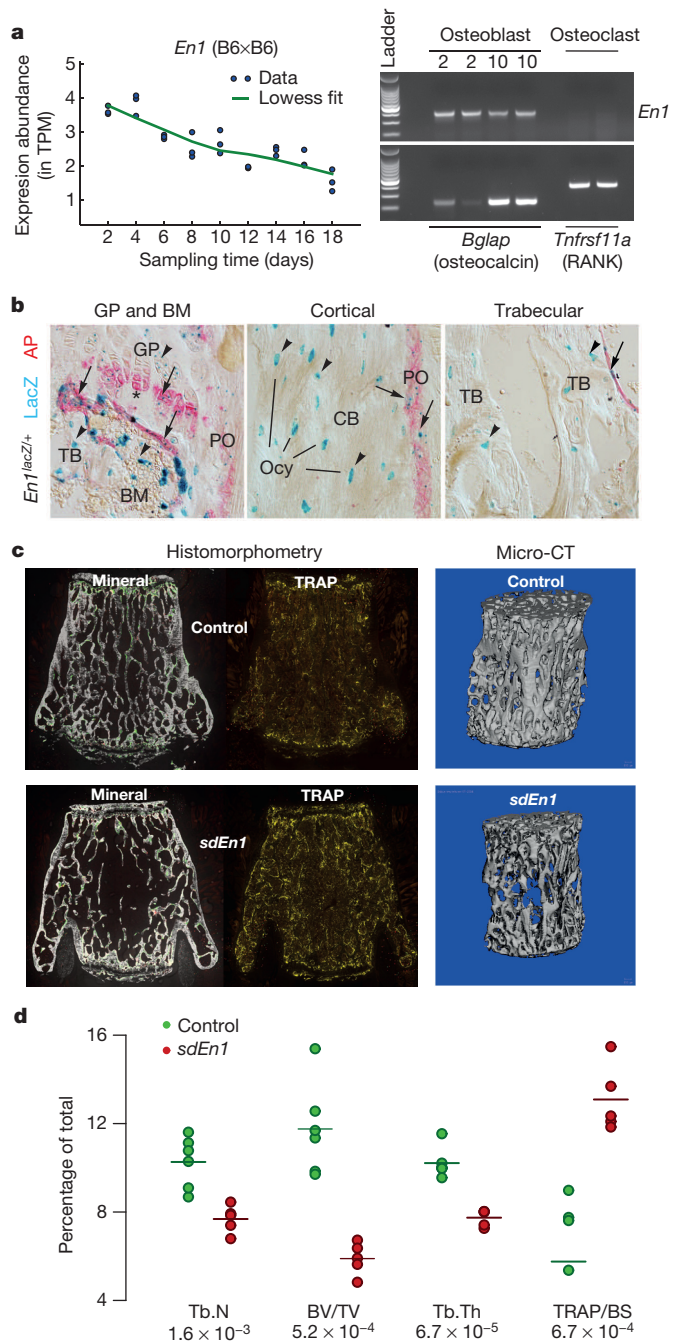 a
En1 (B6×B6)
5
4
3
2
1
Data
Lowess fit
Expresion abundance
(in TPM)
2 4 6 8 10 12 14 16 18
Sampling time (days)
Ladder
Osteoblast Osteoclast
2 2 10 10
En1
Bglap Tnfrsf11a
(osteocalcin) (RANK)
b
GP and BM Cortical Trabecular
En1lacZ/+ LacZ AP
GP
*
PO
TB
BM
PO
CB
Ocy
TB
TB
c
Histomorphometry Micro-CT
Mineral TRAP Control
Control
Mineral TRAP sdEn1
sdEn1
d
Control
sdEn1
16
12
8
4
Percentage of total
Tb.N BV/TV Tb.Th TRAP/BS
1.6 × 10−3 5.2 × 10−4 6.7 × 10−5 6.7 × 10−4